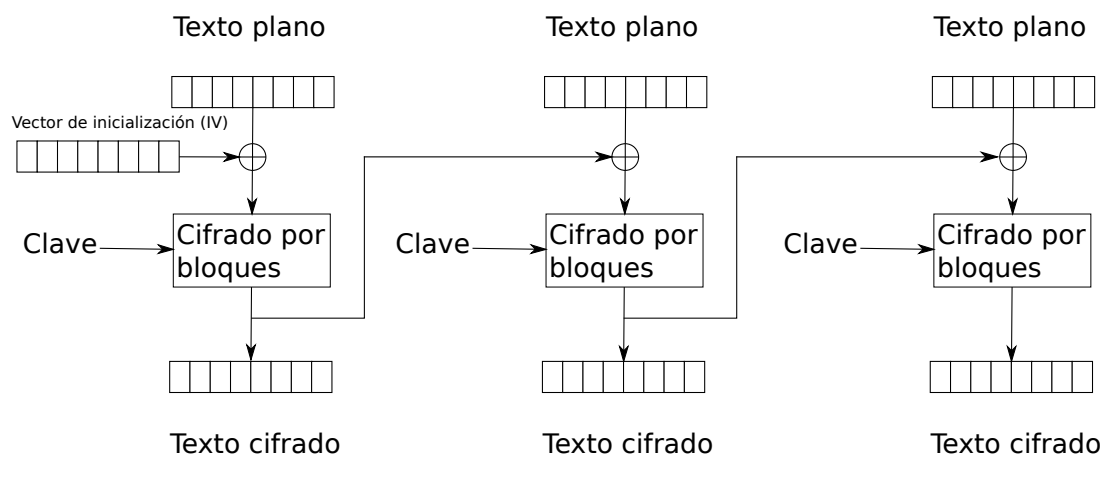 Texto plano
Texto plano
Texto plano
Vector de inicialización (IV)
Clave
Cifrado por
bloques
Clave
Cifrado por
bloques
Clave
Cifrado por
bloques
Texto cifrado
Texto cifrado
Texto cifrado